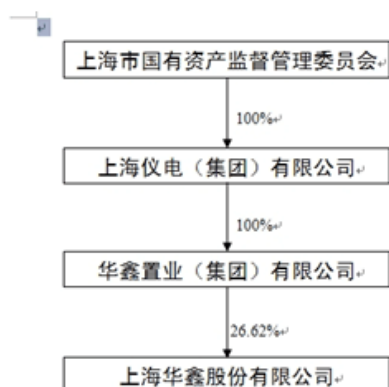 上海市国有资产监督管理委员会
100%
上海仪电（集团）有限公司
100%
华鑫置业（集团）有限公司
26.62%
上海华鑫股份有限公司